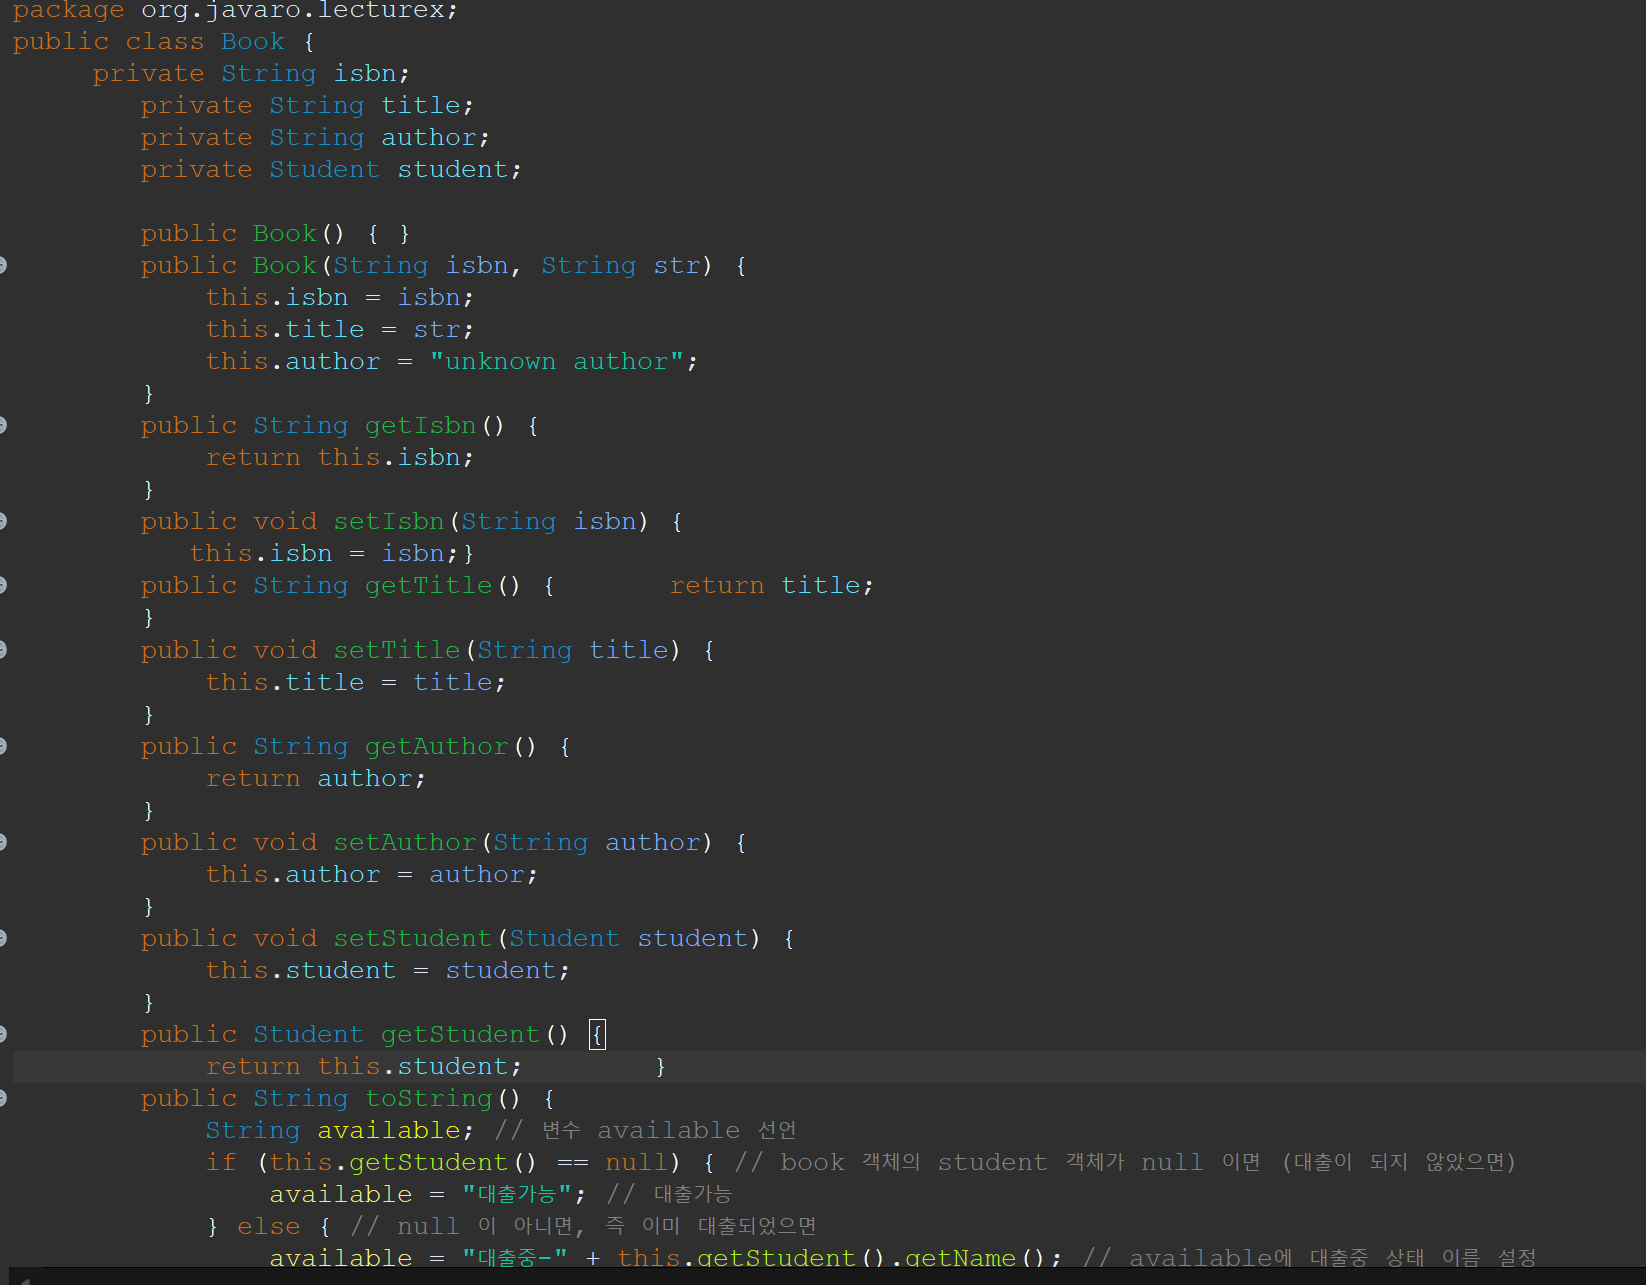 package org.javaro.lecturex;
public class Book {
private String isbn;
private String title;
private String author;
private Student student;
public Book() { }
public Book(String isbn, String str) {
this.isbn = isbn;
this.title = str;
this.author = "unknown author";
}
public String getIsbn() {
return this.isbn;
}
public void setIsbn(String isbn) {
this.isbn = isbn;}
public String getTitle() { return title;
}
public void setTitle(String title) {
this.title = title;
}
public String getAuthor() {
return author;
}
public void setAuthor(String author) {
this.author = author;
}
public void setStudent(Student student) {
this.student = student;
}
public Student getStudent() {
return this.student; }
public String toString() {
String available; // 변수 available 선언
if (this.getStudent() == null) { // book 객체의 student 객체가 null 이면 (대출이 되지 않았으면)
available = "대출가능"; // 대출가능
} else { // null 이 아니면, 즉 이미 대출되었으면
available = "대출중-" + this.getStudent().getName(); // available에 대출중 상태 이름 설정